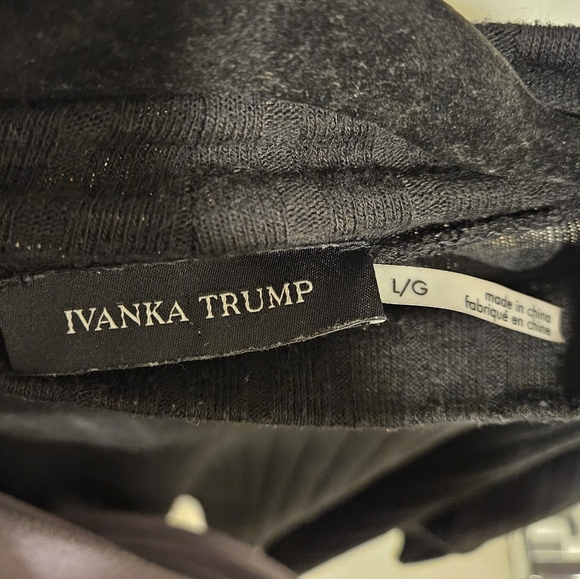 IVANKA TRUMP
L/G
made in china
fabriqué en chine